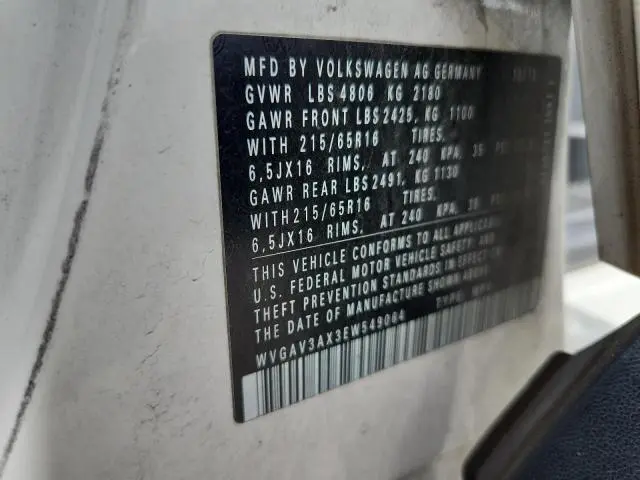 MFD BY VOLKSWAGEN AG GERMANY
GVWR LBS 4806 KG 2180
GAWR FRONT LBS 2425, KG 1100
WITH 215/65R16 TIRES,
6,5JX16 RIMS, AT 240 KPA, 35
GAWR REAR LBS 2491, KG 1130
WITH 215/65R16 TIRES,
6,5JX16 RIMS, AT 240 KPA,
THIS VEHICLE CONFORMS TO ALL
U.S. FEDERAL MOTOR VEHICLE SAFETY, AND
THEFT PREVENTION STANDARDS IN EFFECT ON
THE DATE OF MANUFACTURE SHOWN ABOVE.
WVGAV3AX3EW549064 TYPE: MPV